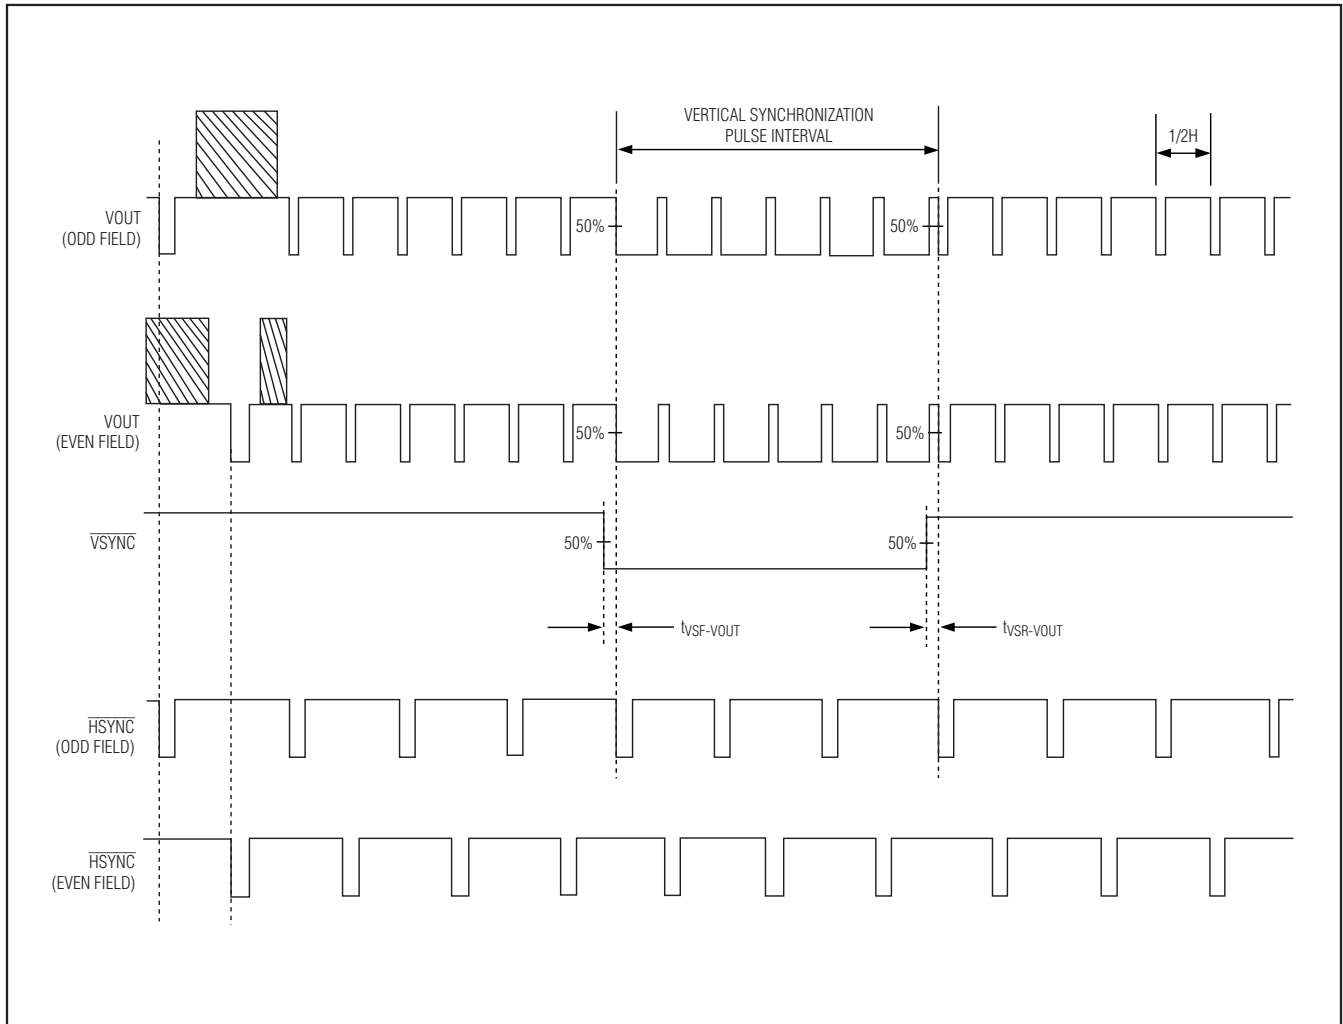 VERTICAL SYNCHRONIZATION
PULSE INTERVAL
1/2H
VOUT
(ODD FIELD)
50%
50%
VOUT
(EVEN FIELD)
50%
50%
VSYNC
50%
50%
tVSF-VOUT
tVSR-VOUT
HSYNC
(ODD FIELD)
HSYNC
(EVEN FIELD)